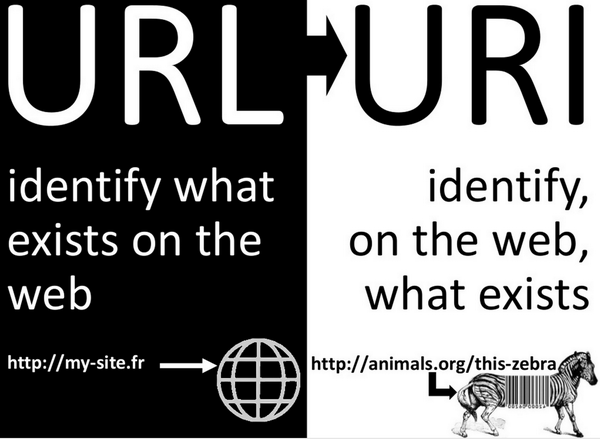 URL
identify what
exists on the
web
http://my-site.fr
URI
identify,
on the web,
what exists
http://animals.org/this-zebra